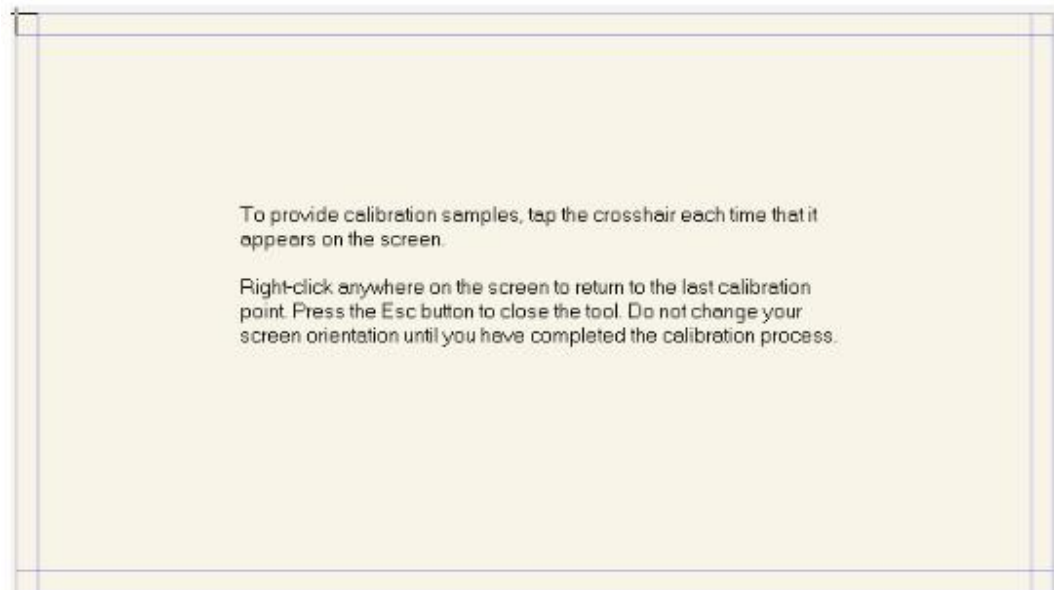 To provide calibration samples, tap the crosshair each time that it
appears on the screen.
Right-click anywhere on the screen to return to the last calibration
point. Press the Esc button to close the tool. Do not change your
screen orientation until you have completed the calibration process.